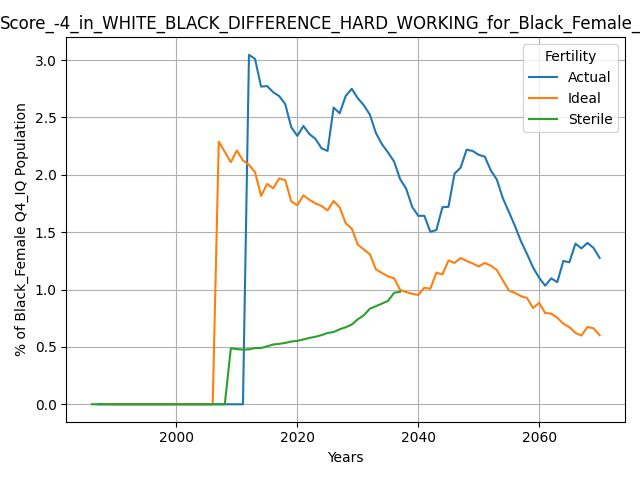 Score_-4_in_WHITE_BLACK_DIFFERENCE_HARD_WORKING_for_Black_Female_
Fertility
Actual
Ideal
Sterile
% of Black_Female Q4_IQ Population
3.0
2.5
2.0
1.5
1.0
0.5
0.0
2000 2020 2040 2060
Years